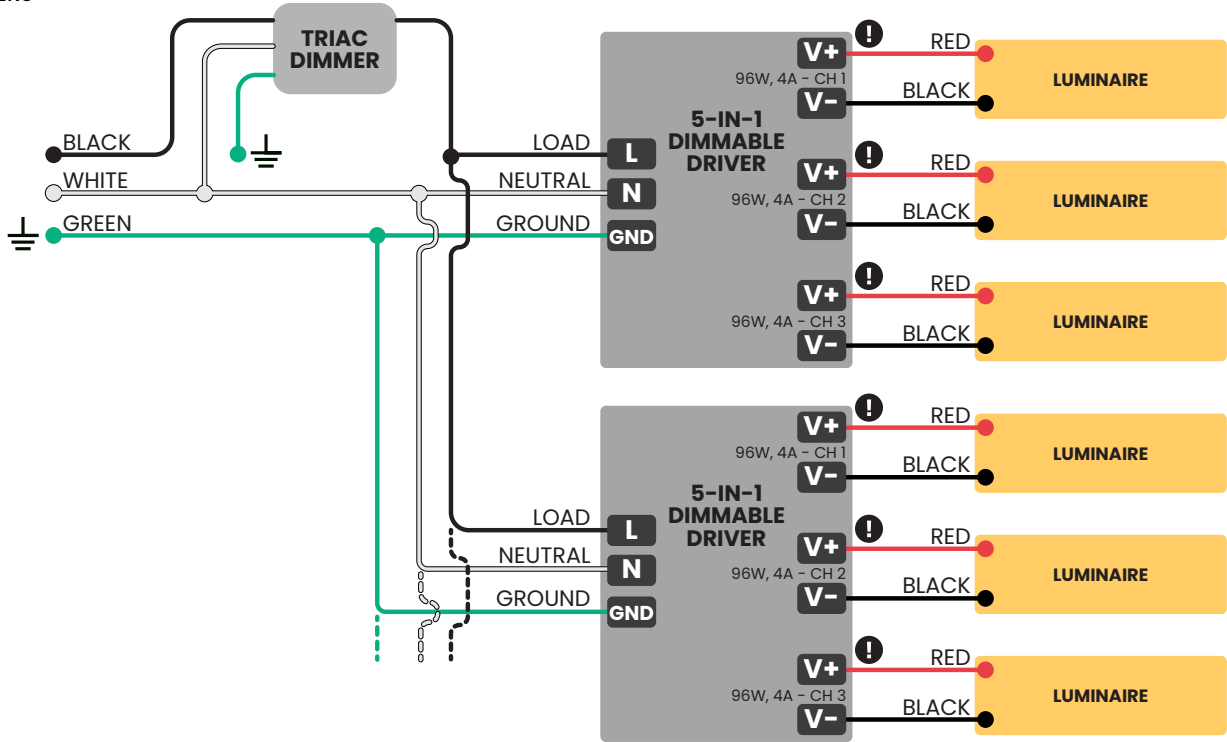 TRIAC
DIMMER
BLACK
WHITE
GREEN
LOAD
NEUTRAL
GROUND
L
N
GND
5-IN-1
DIMMABLE
DRIVER
V+
96W, 4A - CH 1
V-
V+
96W, 4A - CH 2
V-
V+
96W, 4A - CH 3
V-
!
RED
BLACK
LUMINAIRE
!
RED
BLACK
LUMINAIRE
!
RED
BLACK
LUMINAIRE
LOAD
NEUTRAL
GROUND
L
N
GND
5-IN-1
DIMMABLE
DRIVER
V+
96W, 4A - CH 1
V-
V+
96W, 4A - CH 2
V-
V+
96W, 4A - CH 3
V-
!
RED
BLACK
LUMINAIRE
!
RED
BLACK
LUMINAIRE
!
RED
BLACK
LUMINAIRE